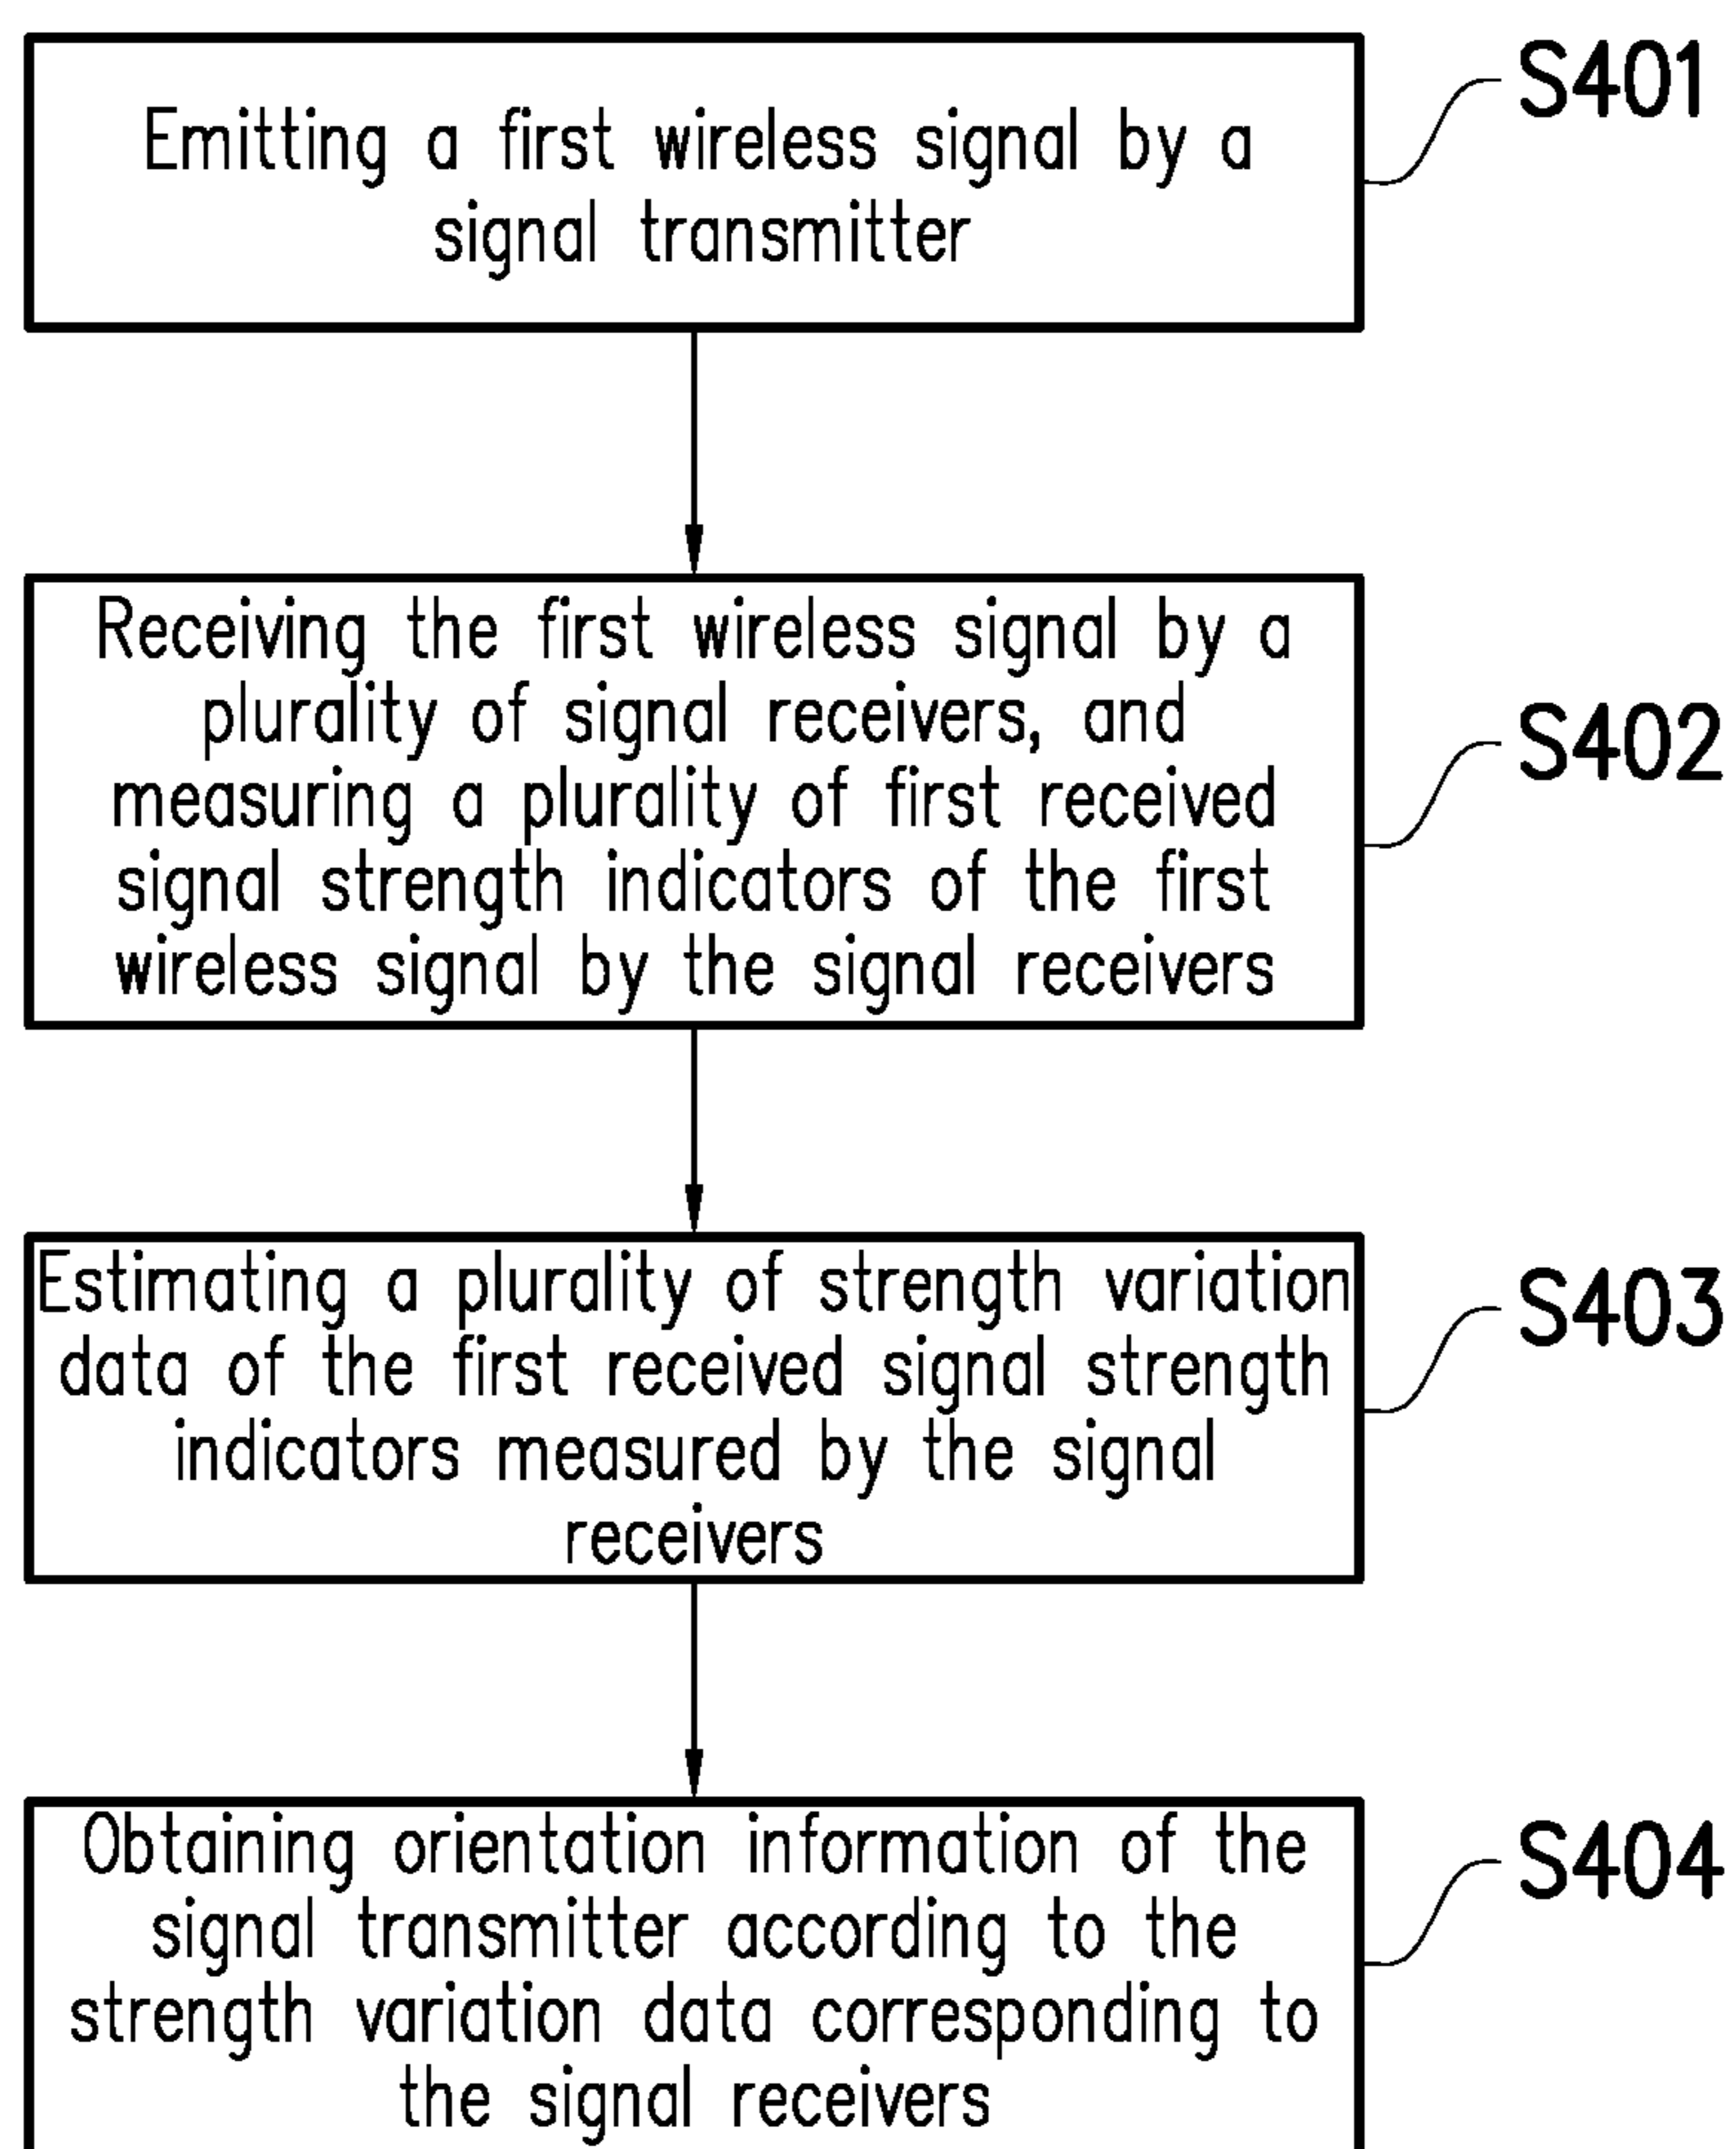 Emitting a first wireless signal by a
signal transmitter
S401
Receiving the first wireless signal by a
plurality of signal receivers, and
measuring a plurality of first received
signal strength indicators of the first
wireless signal by the signal receivers
S402
Estimating a plurality of strength variation
data of the first received signal strength
indicators measured by the signal
receivers
S403
Obtaining orientation information of the
signal transmitter according to the
strength variation data corresponding to
the signal receivers
S404